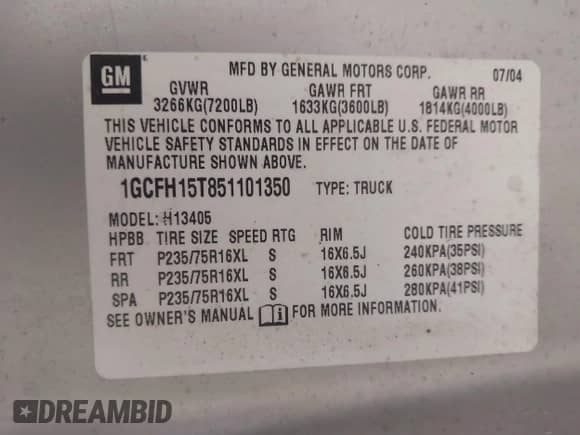 GM
MFD BY GENERAL MOTORS CORP. 07/04
GVWR GAWR FRT GAWR RR
3266KG(7200LB) 1633KG(3600LB) 1814KG(4000LB)
THIS VEHICLE CONFORMS TO ALL APPLICABLE U.S. FEDERAL MOTOR
VEHICLE SAFETY STANDARDS IN EFFECT ON THE DATE OF
MANUFACTURE SHOWN ABOVE.
1GCFH15T851101350 TYPE: TRUCK
MODEL: H13405
HPBB TIRE SIZE SPEED RTG RIM COLD TIRE PRESSURE
FRT P235/75R16XL S 16X6.5J 240KPA(35PSI)
RR P235/75R16XL S 16X6.5J 260KPA(38PSI)
SPA P235/75R16XL S 16X6.5J 280KPA(41PSI)
SEE OWNER'S MANUAL i FOR MORE INFORMATION.
DREAMBID